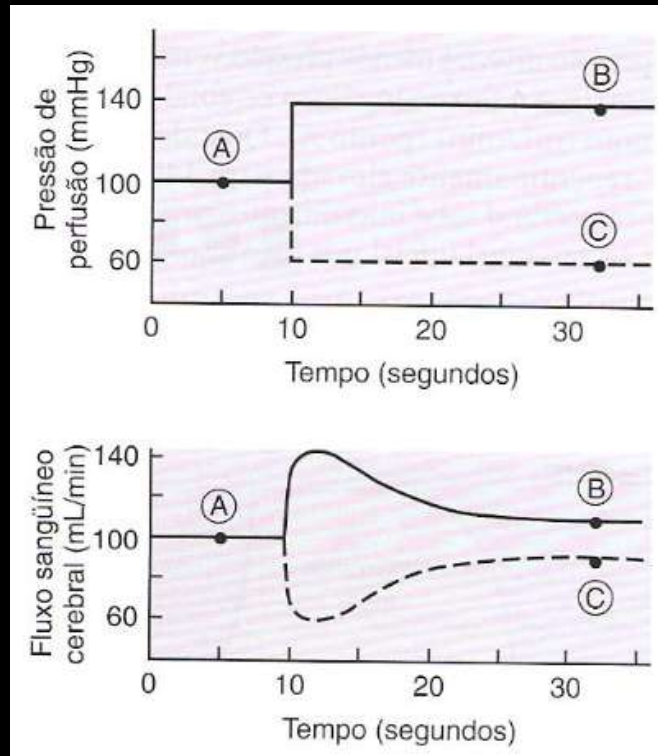 Pressão de
perfusão (mmHg)
140
100
60
A
B
C
0 10 20 30
Tempo (segundos)
Fluxo sangüíneo
cerebral (mL/min)
140
100
60
A
B
C
0 10 20 30
Tempo (segundos)